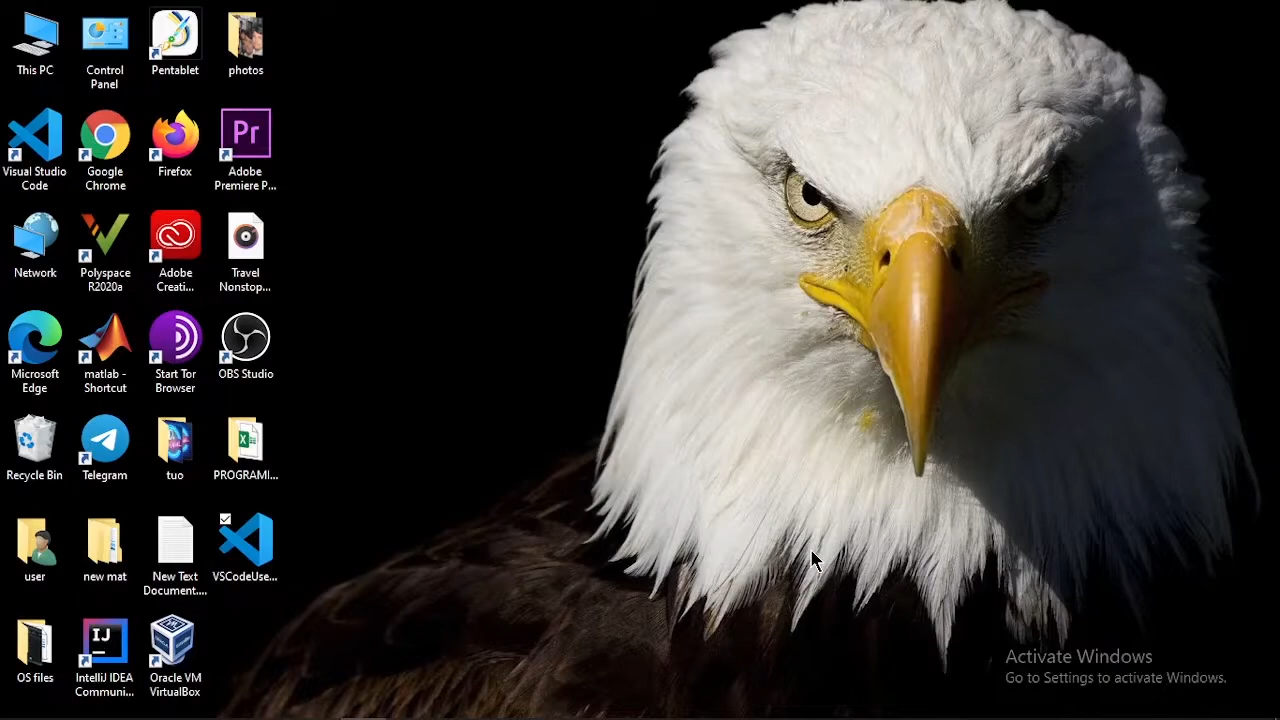 This PC
Control
Panel
Pentablet
photos
Visual Studio
Code
Google
Chrome
Firefox
Pr
Adobe
Premiere P...
Network
Polyspace
R2020a
Adobe
Creati...
Travel
Nonstop...
Microsoft
Edge
matlab -
Shortcut
Start Tor
Browser
OBS Studio
Recycle Bin
Telegram
tuo
PROGRAMI...
user
new mat
New Text
Document....
VSCodeUse...
OS files
IJ
IntelliJ IDEA
Communi...
Oracle VM
VirtualBox
Activate Windows
Go to Settings to activate Windows.